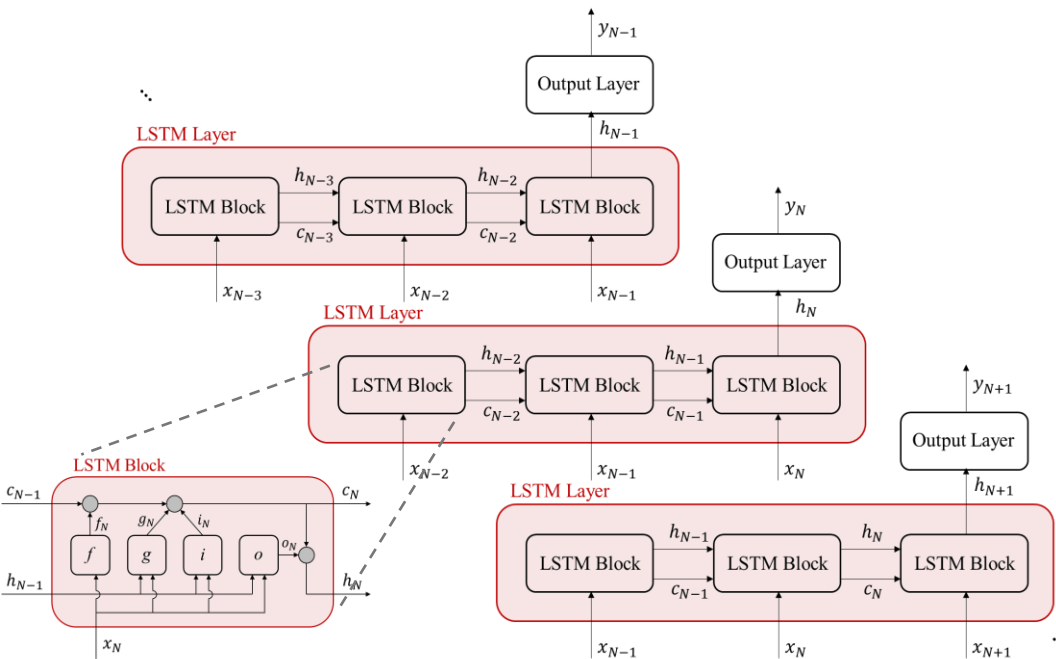 y_{N-1}
Output Layer
h_{N-1}
LSTM Layer
h_{N-3} h_{N-2}
LSTM Block LSTM Block LSTM Block
c_{N-3} c_{N-2}
x_{N-3} x_{N-2} x_{N-1}
y_N
Output Layer
h_N
LSTM Layer
h_{N-2} h_{N-1}
LSTM Block LSTM Block LSTM Block
c_{N-2} c_{N-1}
x_{N-2} x_{N-1} x_N
y_{N+1}
Output Layer
h_{N+1}
LSTM Layer
h_{N-1} h_N
LSTM Block LSTM Block LSTM Block
c_{N-1} c_N
x_{N-1} x_N x_{N+1}
LSTM Block
c_{N-1} c_N
f_N g_N i_N
f g i o o_N
h_{N-1} h_N
x_N